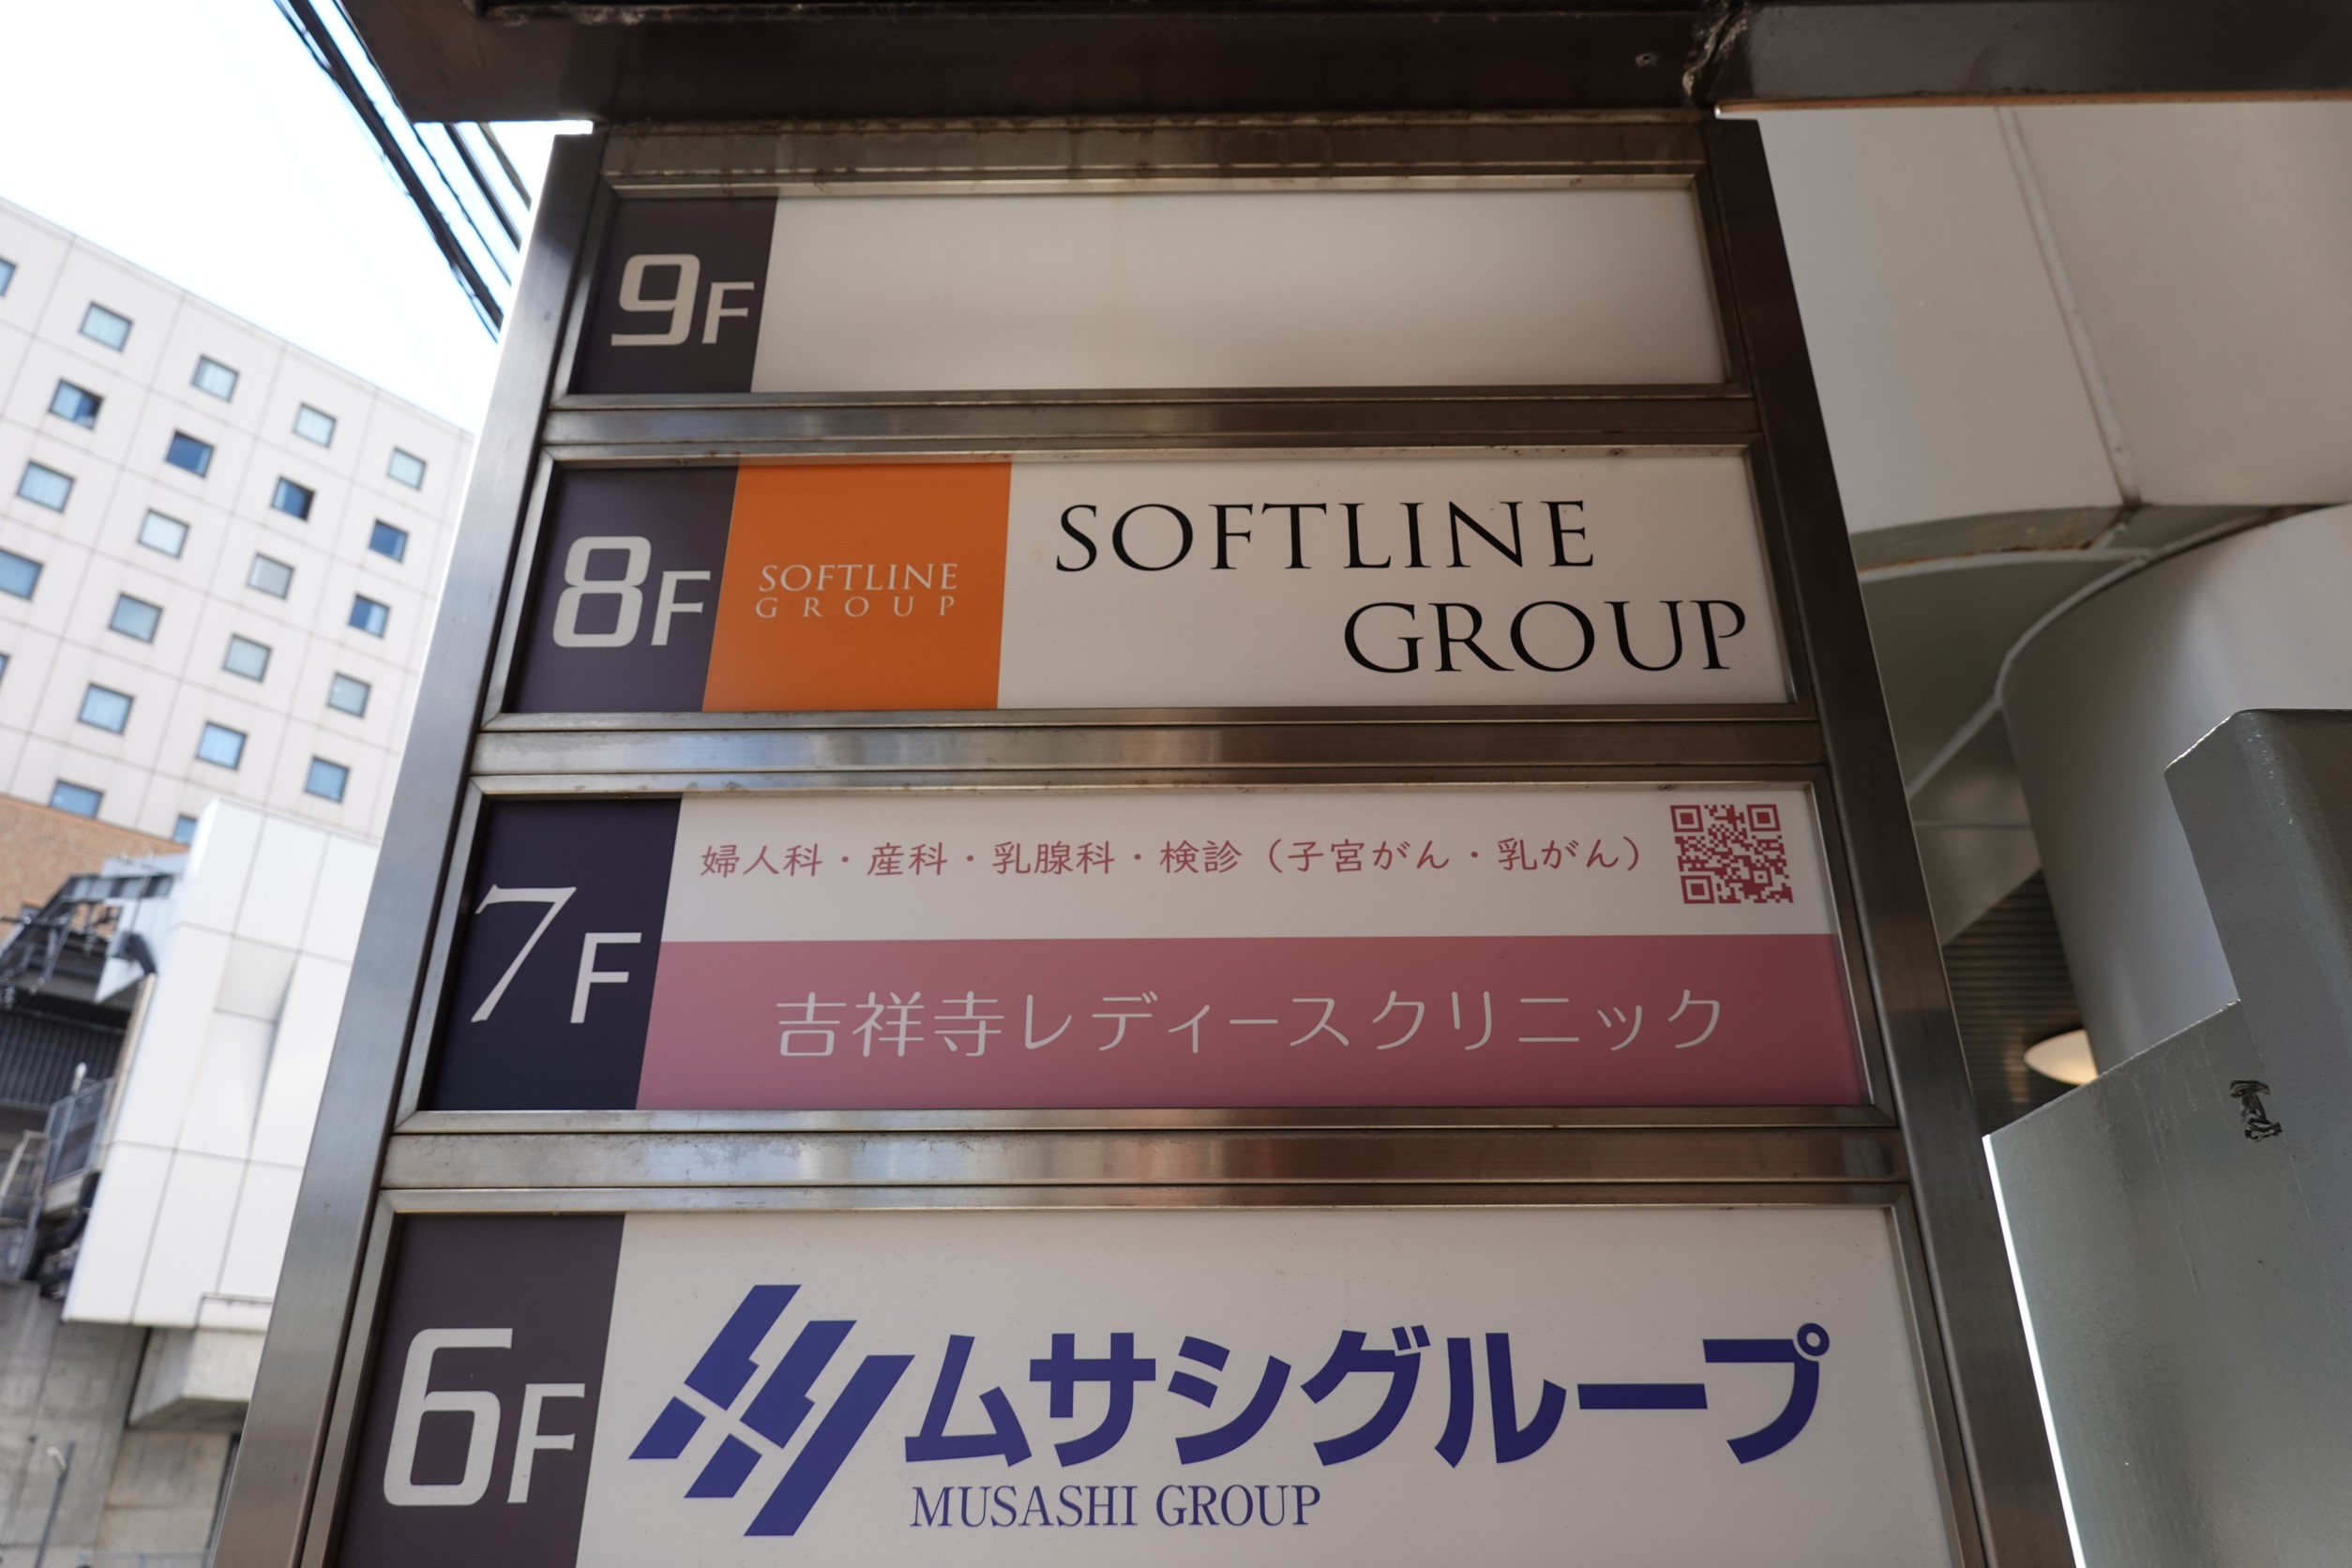 9F
8F
SOFTLINE
GROUP
SOFTLINE
GROUP
7F
婦人科・産科・乳腺科・検診（子宮がん・乳がん）
吉祥寺レディースクリニック
6F
ムサシグループ
MUSASHI GROUP